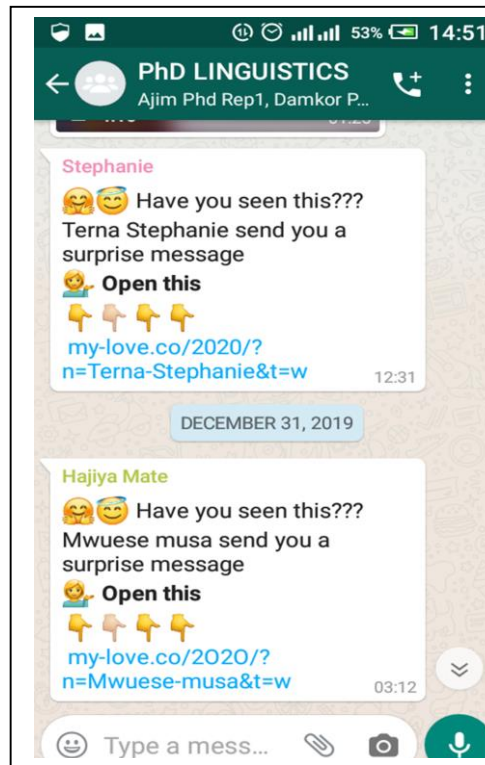 53% 14:51
PhD LINGUISTICS
Ajim Phd Rep1, Damkor P...
Stephanie
🤗😇 Have you seen this???
Terna Stephanie send you a
surprise message
💁‍♀️ Open this
👇👇🏻👇👇
my-love.co/2020/?
n=Terna-Stephanie&t=w
12:31
DECEMBER 31, 2019
Hajiya Mate
🤗😇 Have you seen this???
Mwuese musa send you a
surprise message
💁‍♀️ Open this
👇👇🏻👇👇
my-love.co/2O2O/?
n=Mwuese-musa&t=w
03:12
Type a mess...